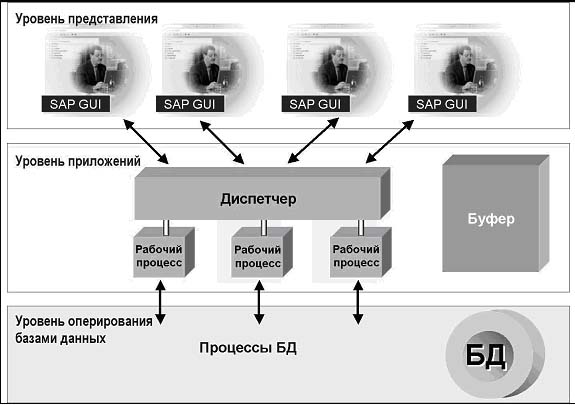 Уровень представления
SAP GUI
SAP GUI
SAP GUI
SAP GUI
Уровень приложений
Диспетчер
Буфер
Рабочий
процесс
Рабочий
процесс
Рабочий
процесс
Уровень оперирования
базами данных
Процессы БД
БД